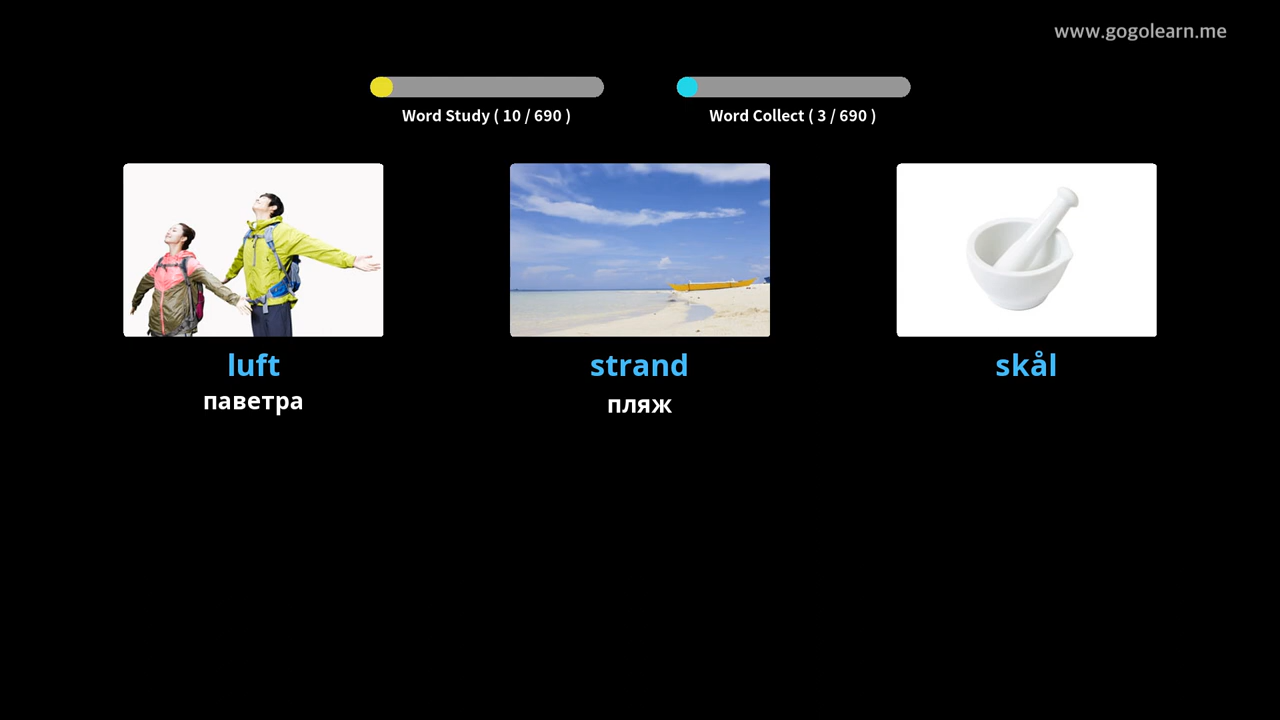 www.gogolearn.me
Word Study ( 10 / 690 )
Word Collect ( 3 / 690 )
luft
strand
skål
паветра
пляж